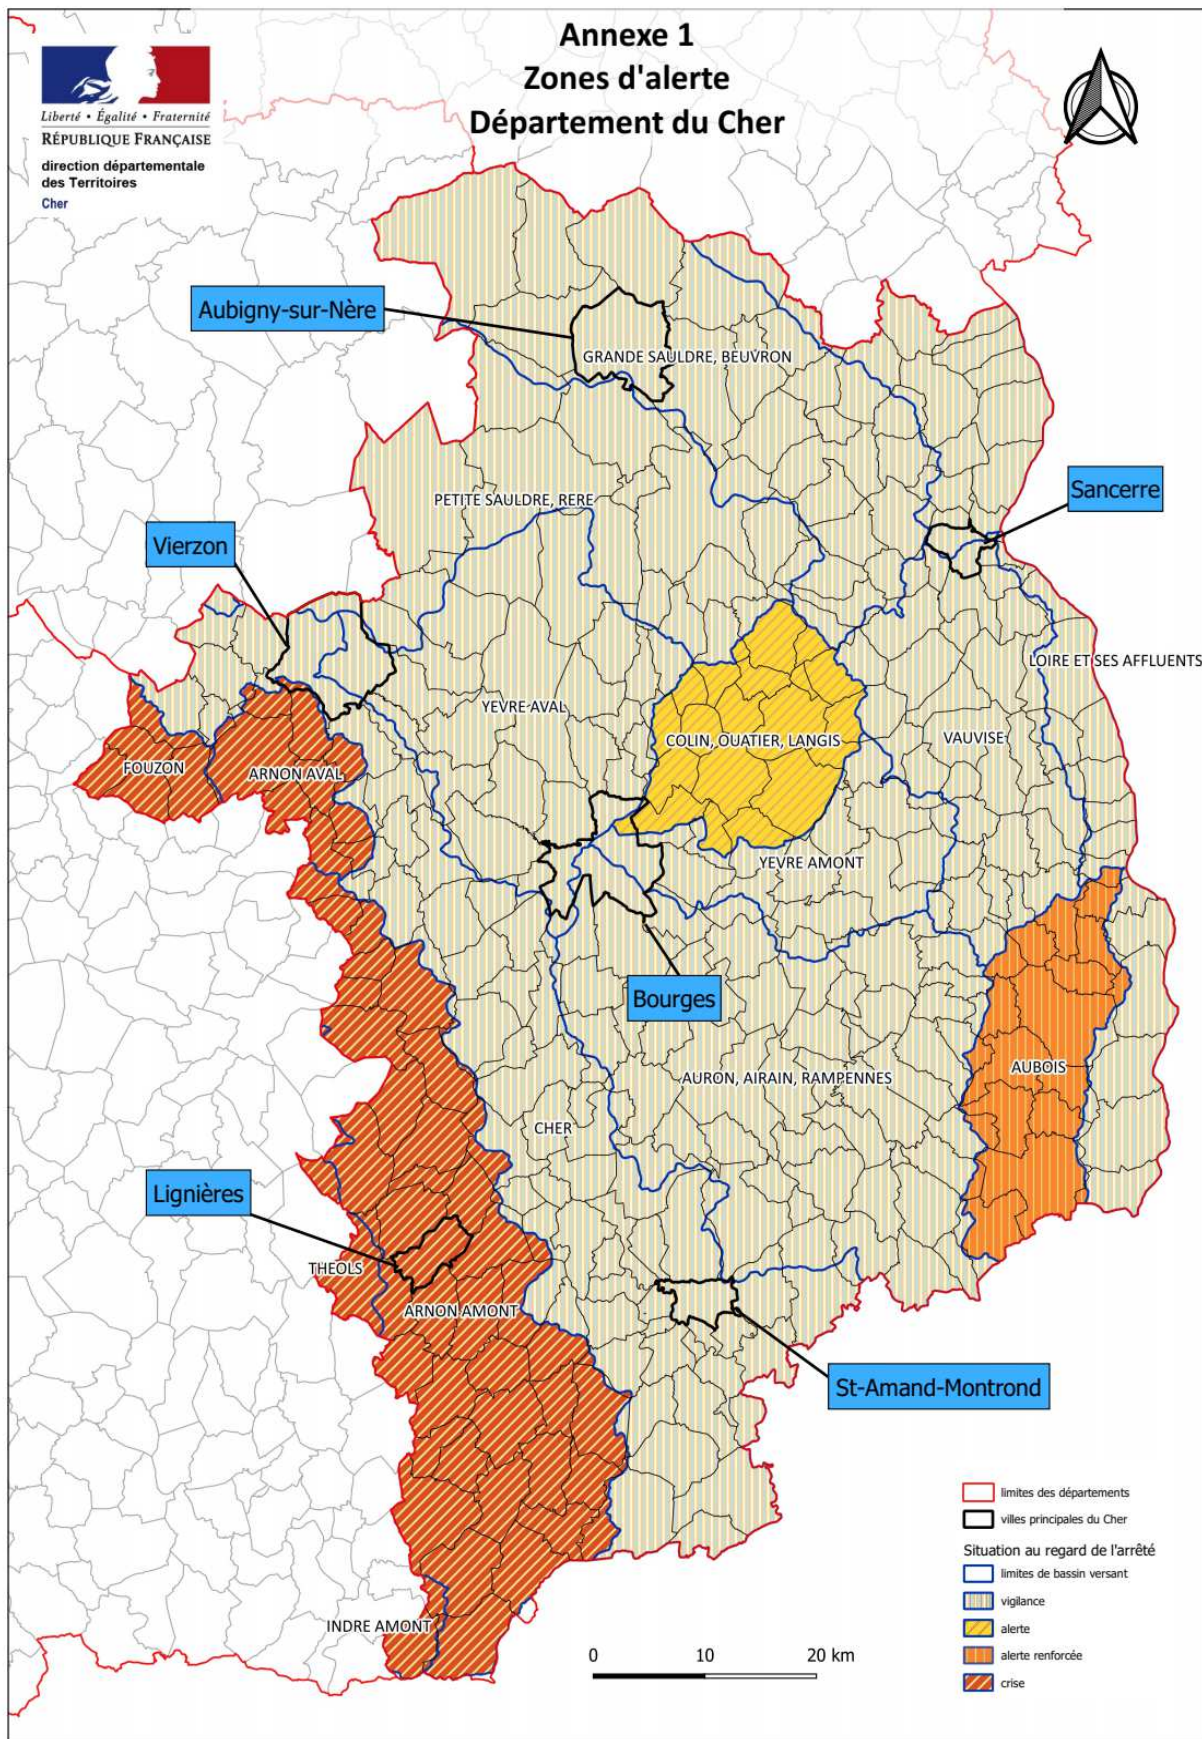 Annexe 1
Zones d'alerte
Département du Cher
Liberté • Égalité • Fraternité
RÉPUBLIQUE FRANÇAISE
direction départementale
des Territoires
Cher
Aubigny-sur-Nère
GRANDE SAULDRE, BEUVRON
Sancerre
PETITE SAULDRE, RERE
Vierzon
LOIRE ET SES AFFLUENTS
YEVRE AVAL
COLIN, OUATIER, LANGIS
VAUVISE
FOUZON
ARNON AVAL
YEVRE AMONT
Bourges
AUBOIS
AURON, AIRAIN, RAMPENNES
CHER
Lignières
THEOLS
ARNON AMONT
St-Amand-Montrond
INDRE AMONT
0 10 20 km
limites des départements
villes principales du Cher
Situation au regard de l'arrêté
limites de bassin versant
vigilance
alerte
alerte renforcée
crise